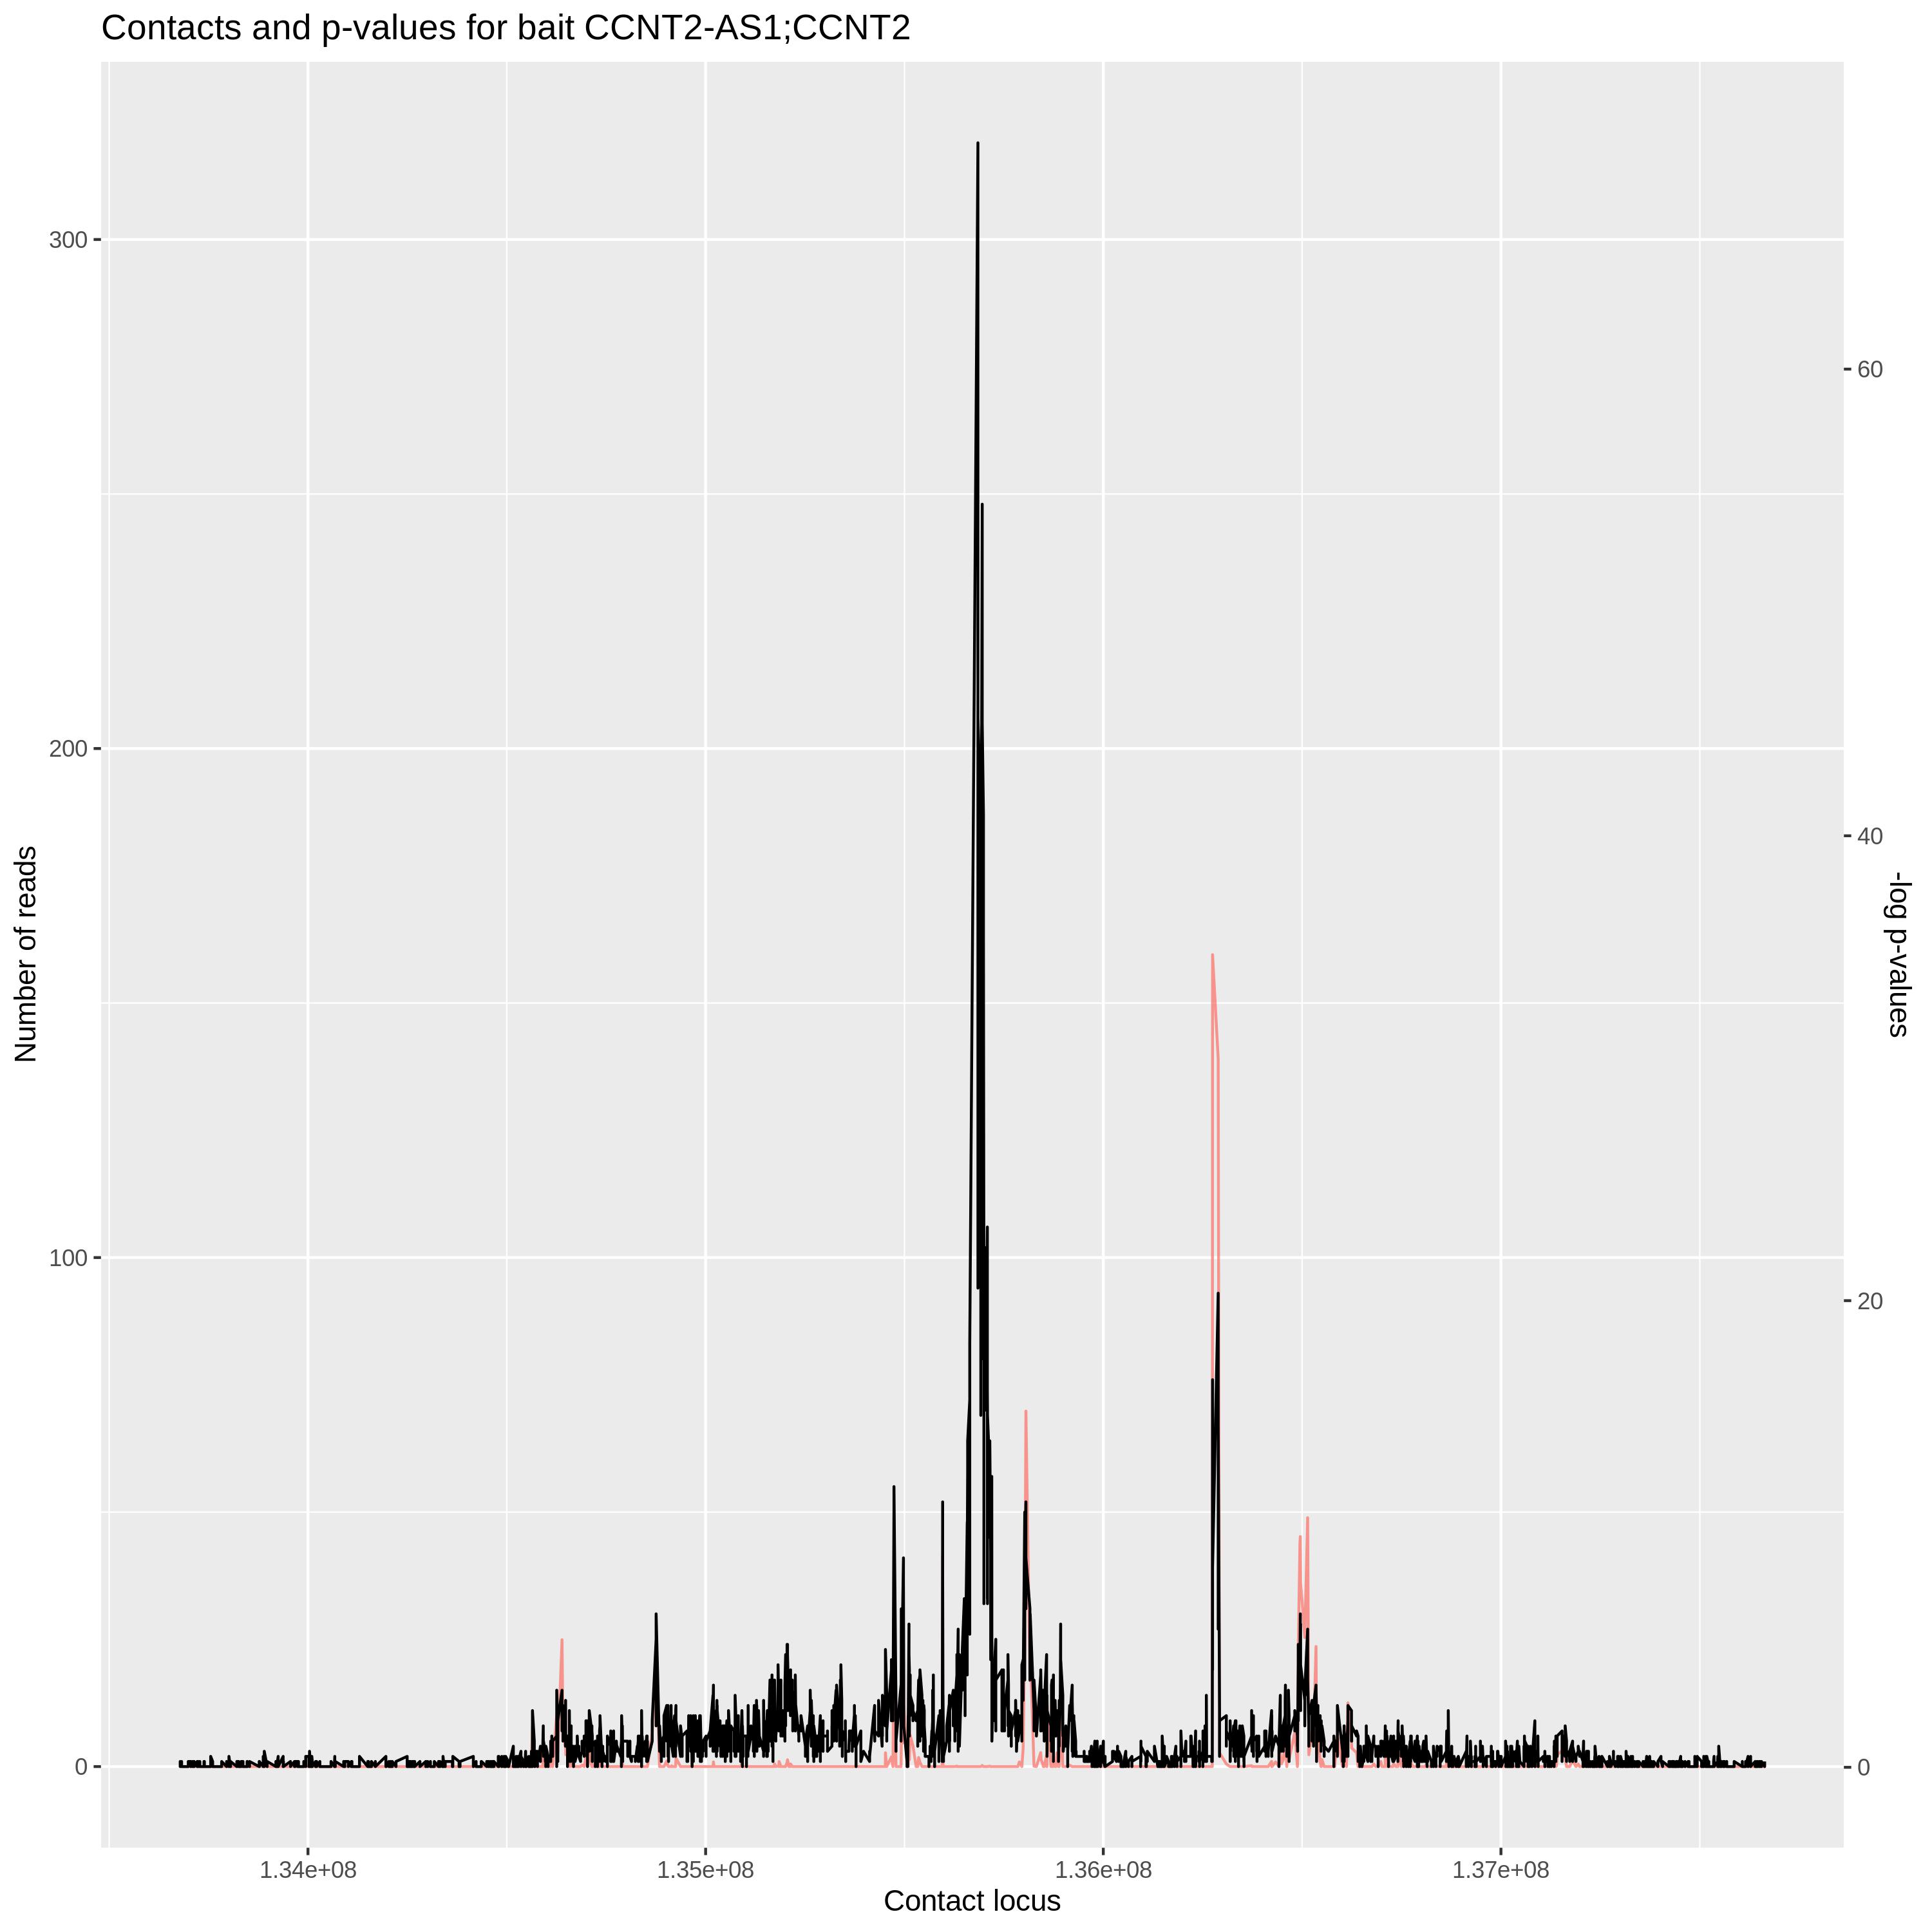 Contacts and p-values for bait CCNT2-AS1;CCNT2
300
200
100
0
Number of reads
60
40
20
0
-log p-values
1.34e+08
1.35e+08
1.36e+08
1.37e+08
Contact locus